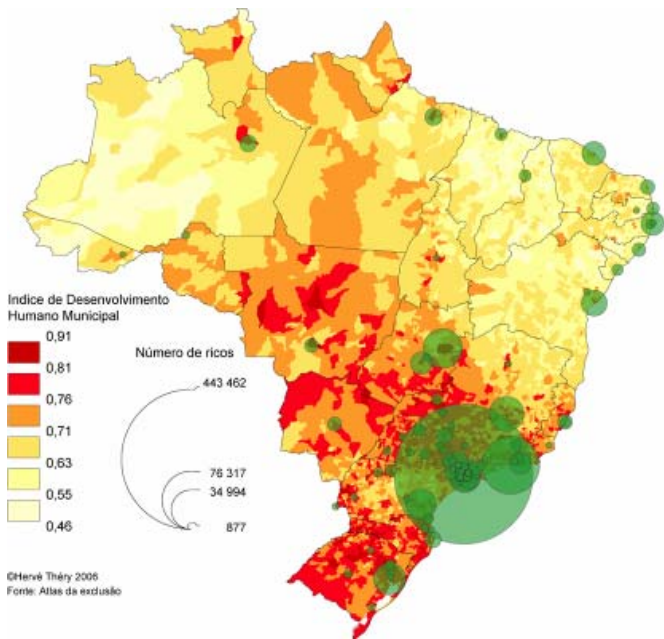 Indice de Desenvolvimento
Humano Municipal
0,91
0,81
0,76
0,71
0,63
0,55
0,46
Número de ricos
443 462
76 317
34 994
877
©Hervé Théry 2006
Fonte: Atlas da exclusão